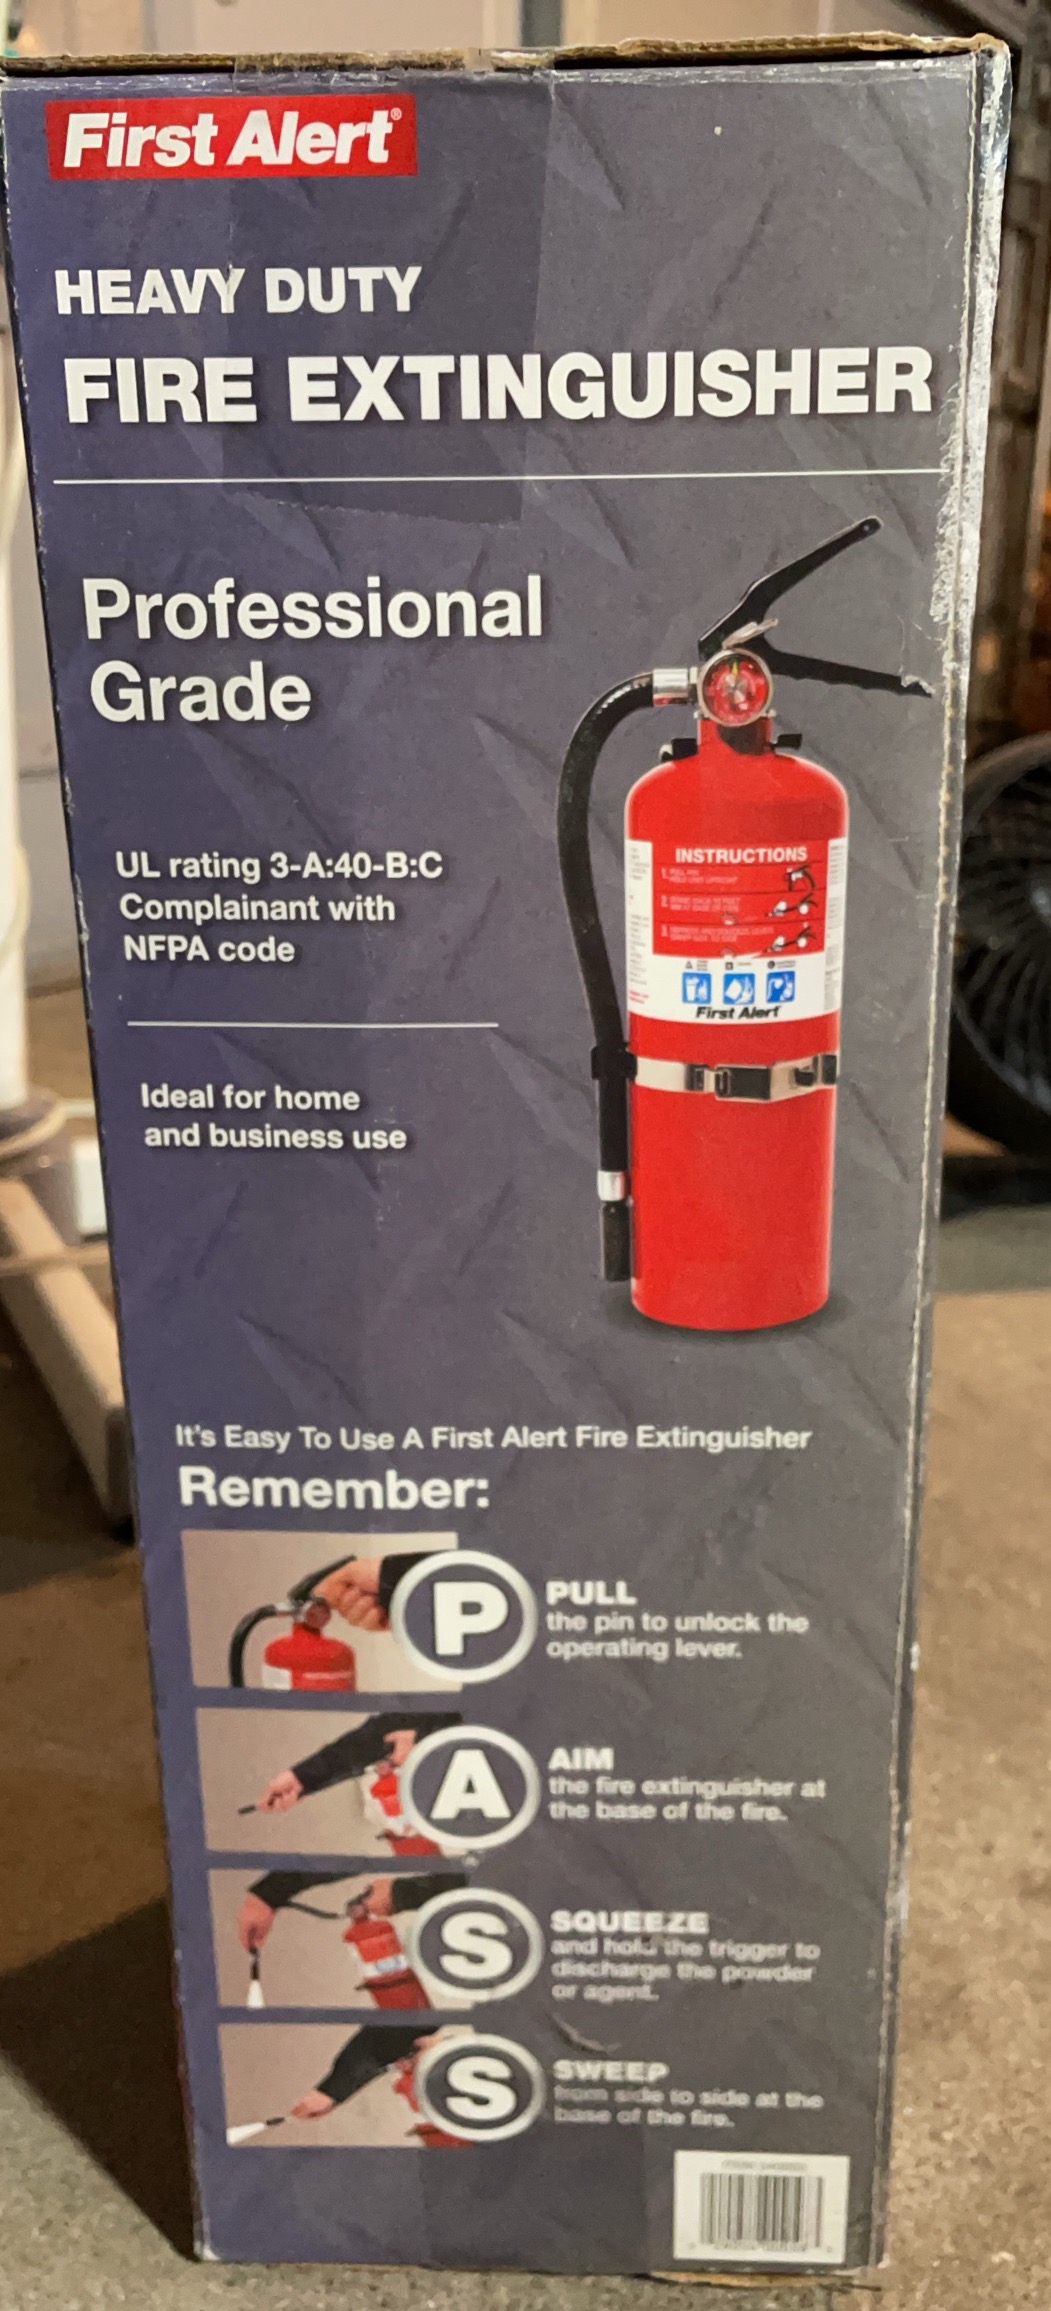 First Alert®
HEAVY DUTY
FIRE EXTINGUISHER
Professional
Grade
UL rating 3-A:40-B:C
Complainant with
NFPA code
Ideal for home
and business use
INSTRUCTIONS
1.
2.
3.
First Alert
It's Easy To Use A First Alert Fire Extinguisher
Remember:
P
PULL
the pin to unlock the
operating lever.
A
AIM
the fire extinguisher at
the base of the fire.
S
SQUEEZE
and hold the trigger to
discharge the powder
or agent.
S
SWEEP
from side to side at the
base of the fire.